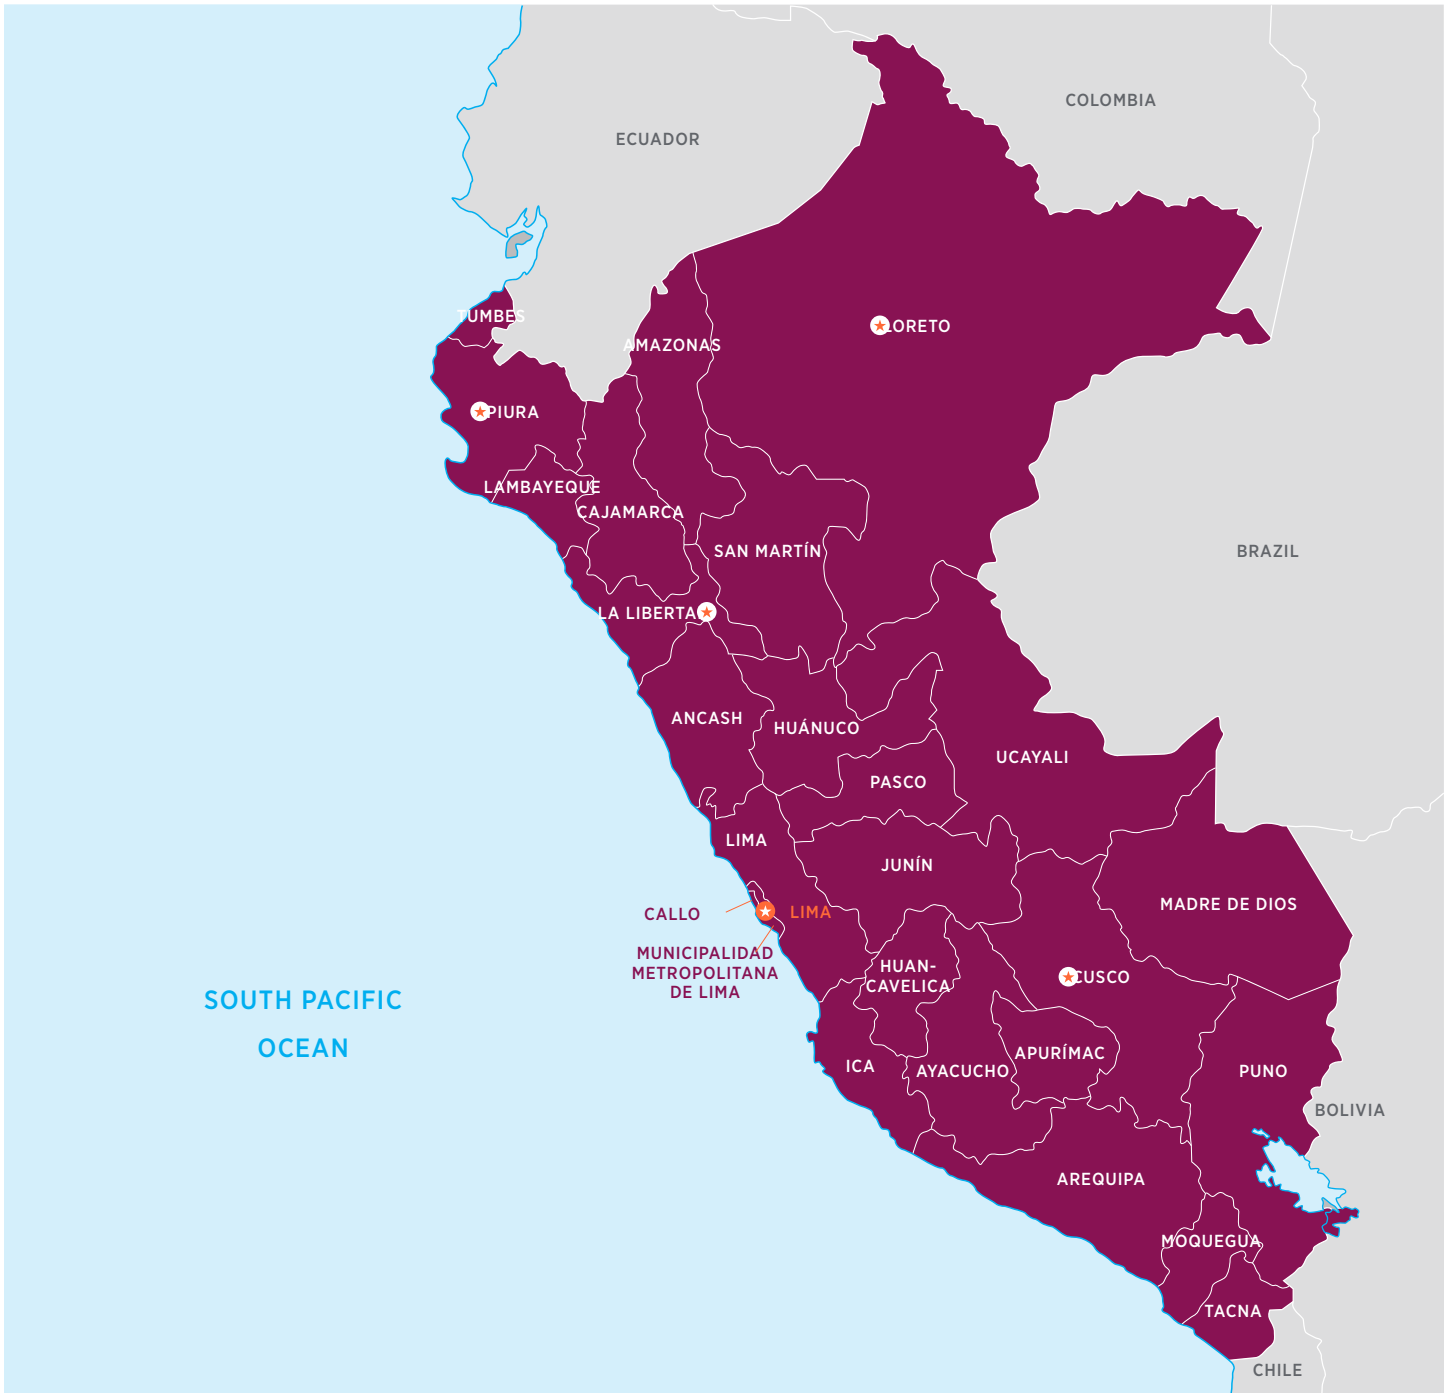 COLOMBIA
ECUADOR
TUMBES
LORETO
AMAZONAS
PIURA
LAMBAYEQUE
CAJAMARCA
SAN MARTÍN
BRAZIL
LA LIBERTA
ANCASH
HUÁNUCO
UCAYALI
PASCO
LIMA
JUNÍN
MADRE DE DIOS
CALLO
LIMA
MUNICIPALIDAD
METROPOLITANA
DE LIMA
HUAN-
CAVELICA
CUSCO
SOUTH PACIFIC
OCEAN
APURÍMAC
ICA
AYACUCHO
PUNO
BOLIVIA
AREQUIPA
MOQUEGUA
TACNA
CHILE